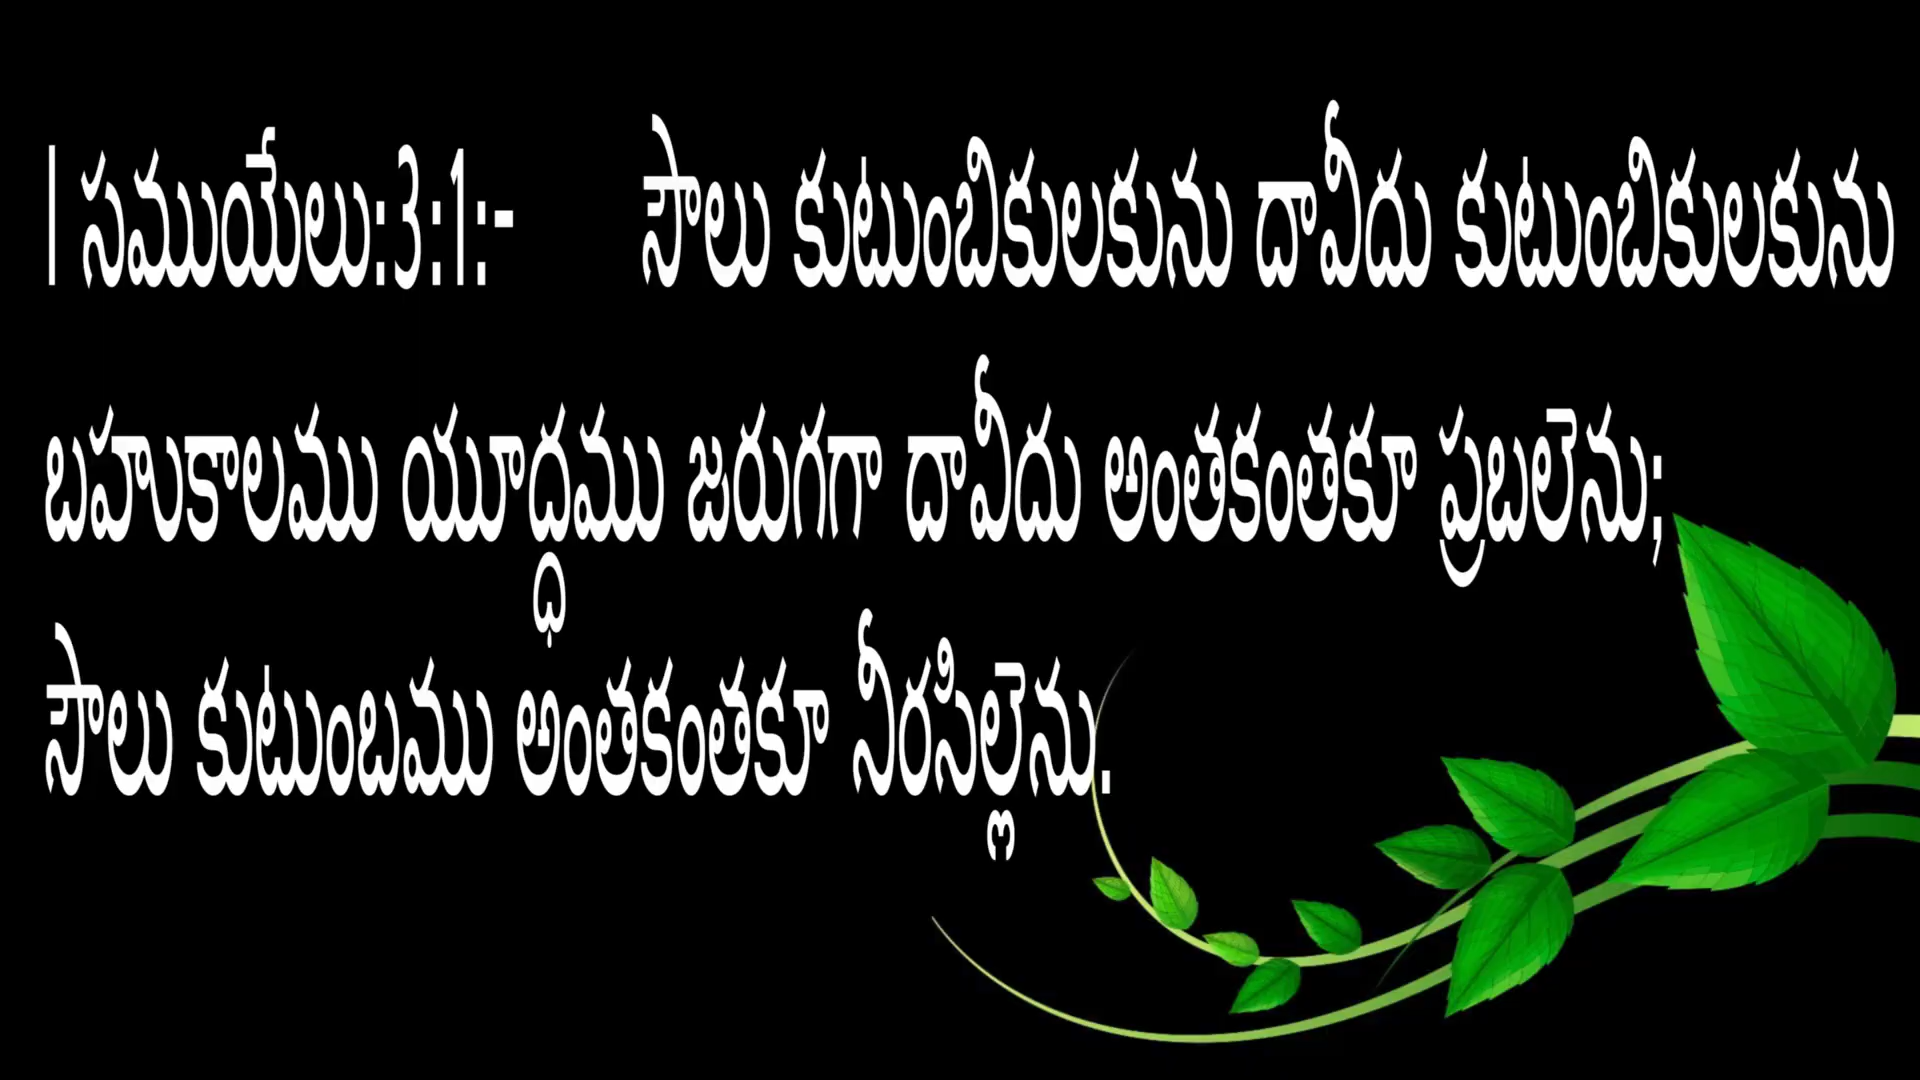 I సముయేలు:3:1:- సౌలు కుటుంబికులకును దావీదు కుటుంబికులకును
బహుకాలము యూద్ధము జరుగగా దావీదు అంతకంతకూ ప్రబలెను;
సౌలు కుటుంబము అంతకంతకూ నీరసిల్లెను.